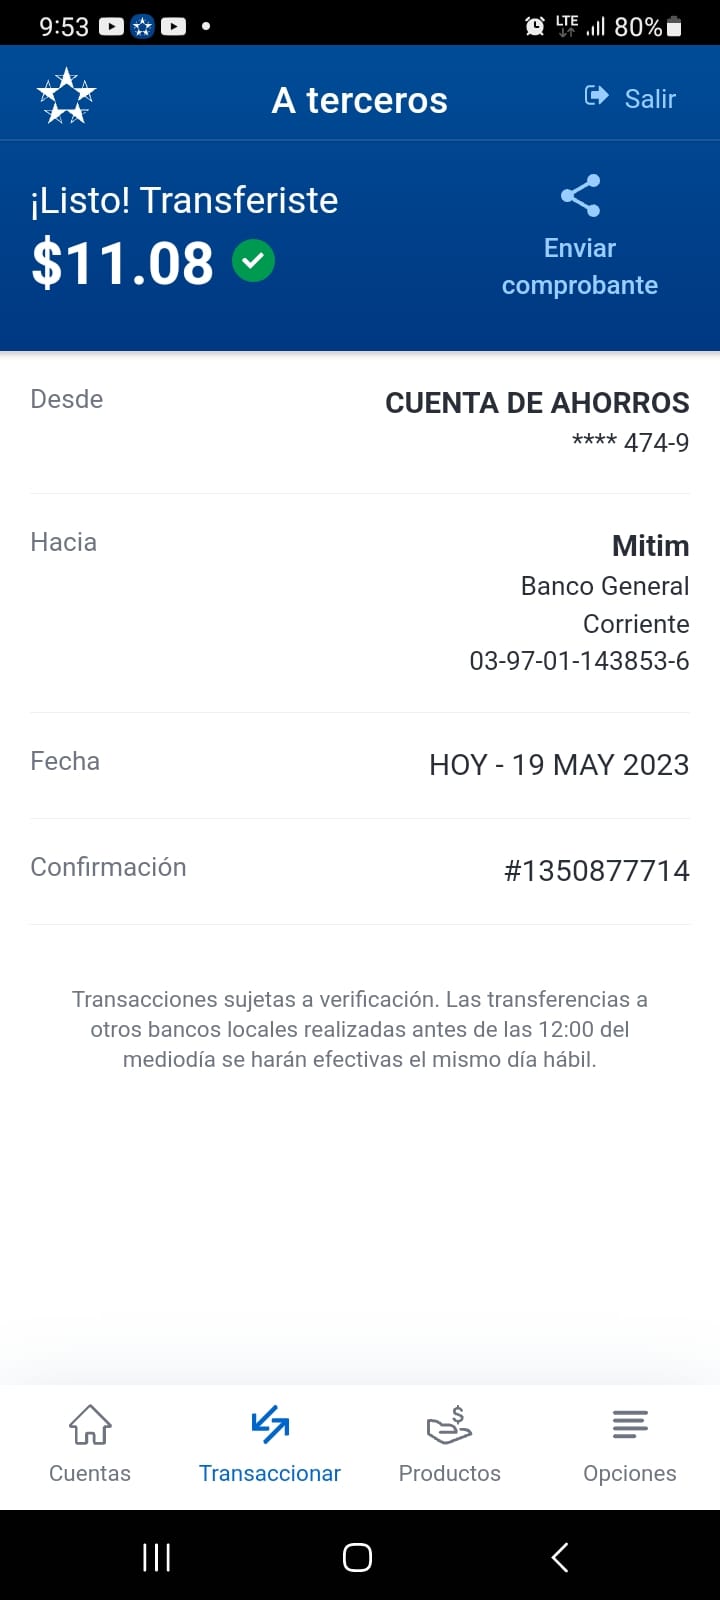 9:53
LTE
80%
A terceros
Salir
¡Listo! Transferiste
$11.08
Enviar
comprobante
Desde
CUENTA DE AHORROS
**** 474-9
Hacia
Mitim
Banco General
Corriente
03-97-01-143853-6
Fecha
HOY - 19 MAY 2023
Confirmación
#1350877714
Transacciones sujetas a verificación. Las transferencias a
otros bancos locales realizadas antes de las 12:00 del
mediodía se harán efectivas el mismo día hábil.
Cuentas
Transaccionar
Productos
Opciones